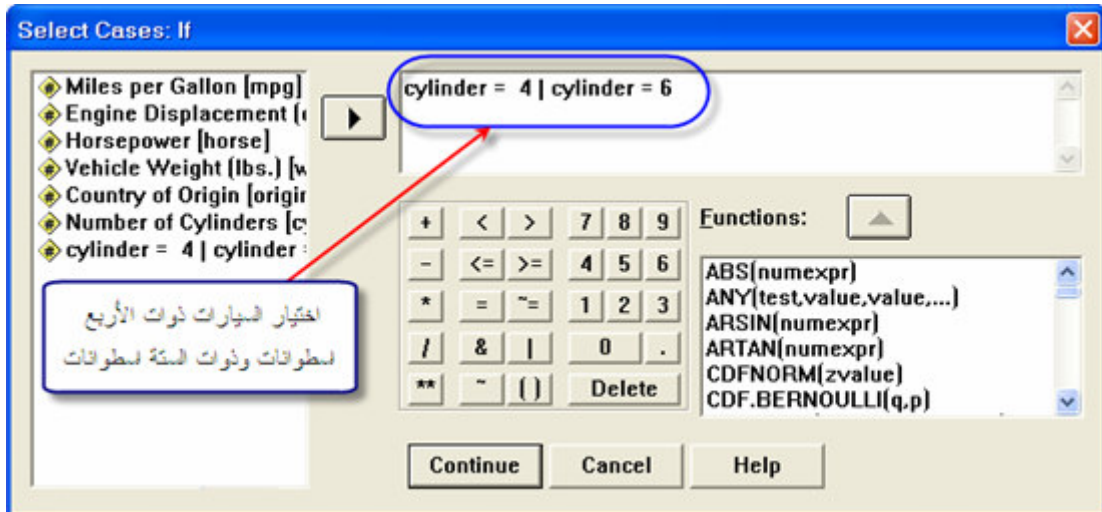 Select Cases: If
Miles per Gallon [mpg]
Engine Displacement [
Horsepower [horse]
Vehicle Weight (lbs.) [w
Country of Origin [origin
Number of Cylinders [c
cylinder = 4 | cylinder
cylinder = 4 | cylinder = 6
اختيار السيارات ذوات الأربع
اسطوانات وذوات الستة اسطوانات
+ < > 7 8 9
- <= >= 4 5 6
* = ~= 1 2 3
/ & | 0 .
** ~ ( ) Delete
Functions:
ABS(numexpr)
ANY(test,value,value,...)
ARSIN(numexpr)
ARTAN(numexpr)
CDFNORM(zvalue)
CDF.BERNOULLI(q,p)
Continue Cancel Help